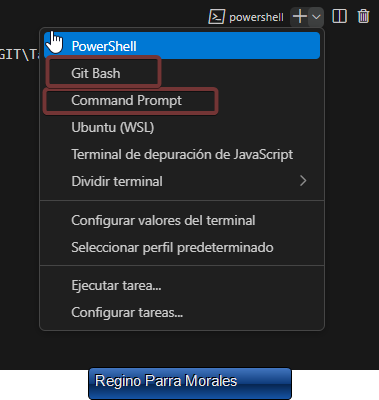 powershell
GIT\T
PowerShell
Git Bash
Command Prompt
Ubuntu (WSL)
Terminal de depuración de JavaScript
Dividir terminal
Configurar valores del terminal
Seleccionar perfil predeterminado
Ejecutar tarea...
Configurar tareas...
Regino Parra Morales